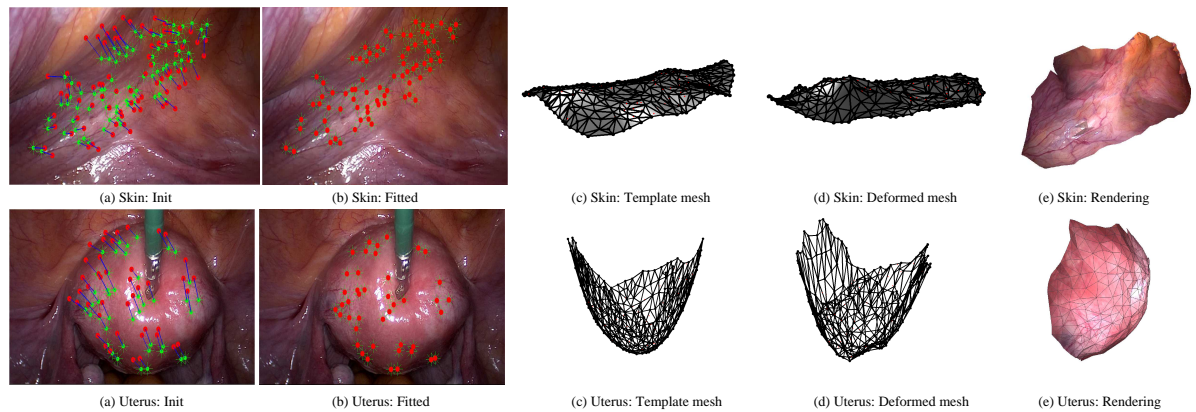 (a) Skin: Init
(b) Skin: Fitted
(c) Skin: Template mesh
(d) Skin: Deformed mesh
(e) Skin: Rendering
(a) Uterus: Init
(b) Uterus: Fitted
(c) Uterus: Template mesh
(d) Uterus: Deformed mesh
(e) Uterus: Rendering